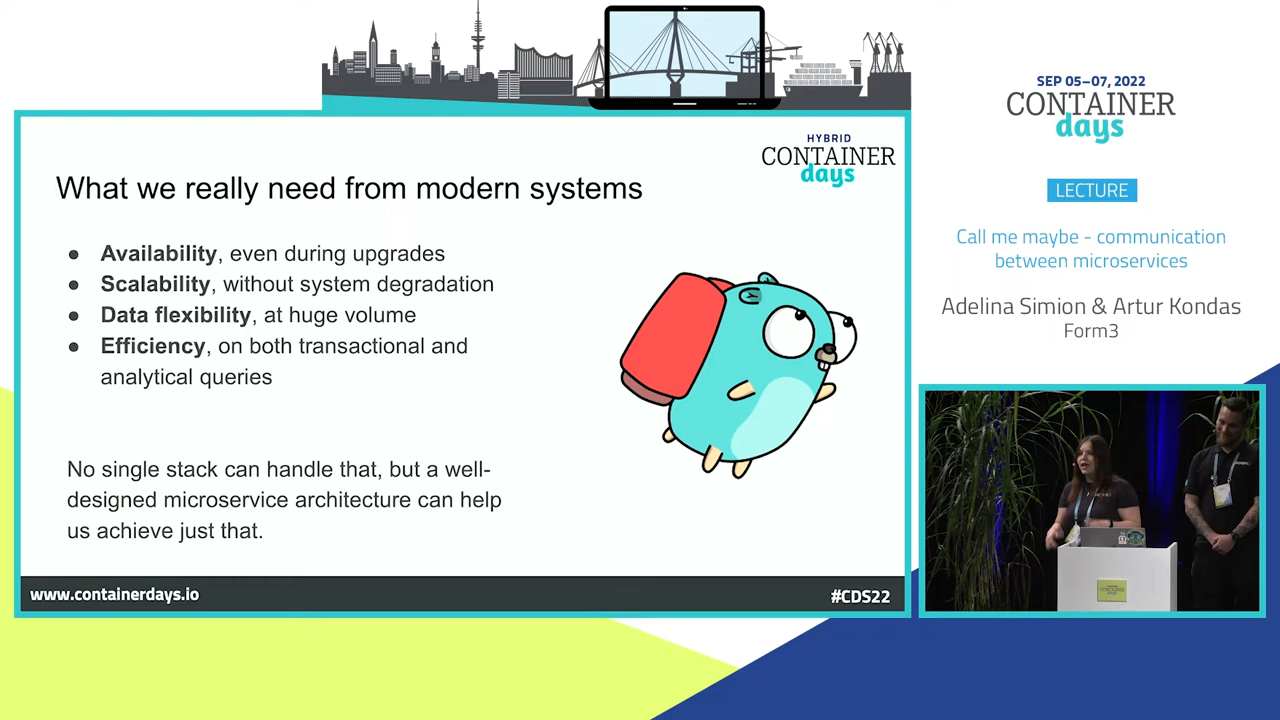 HYBRID
CONTAINER
days
What we really need from modern systems
● Availability, even during upgrades
● Scalability, without system degradation
● Data flexibility, at huge volume
● Efficiency, on both transactional and
analytical queries
No single stack can handle that, but a well-
designed microservice architecture can help
us achieve just that.
www.containerdays.io
#CDS22
SEP 05–07, 2022
CONTAINER
days
LECTURE
Call me maybe - communication
between microservices
Adelina Simion & Artur Kondas
Form3